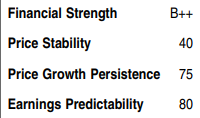 Financial Strength B++
Price Stability 40
Price Growth Persistence 75
Earnings Predictability 80